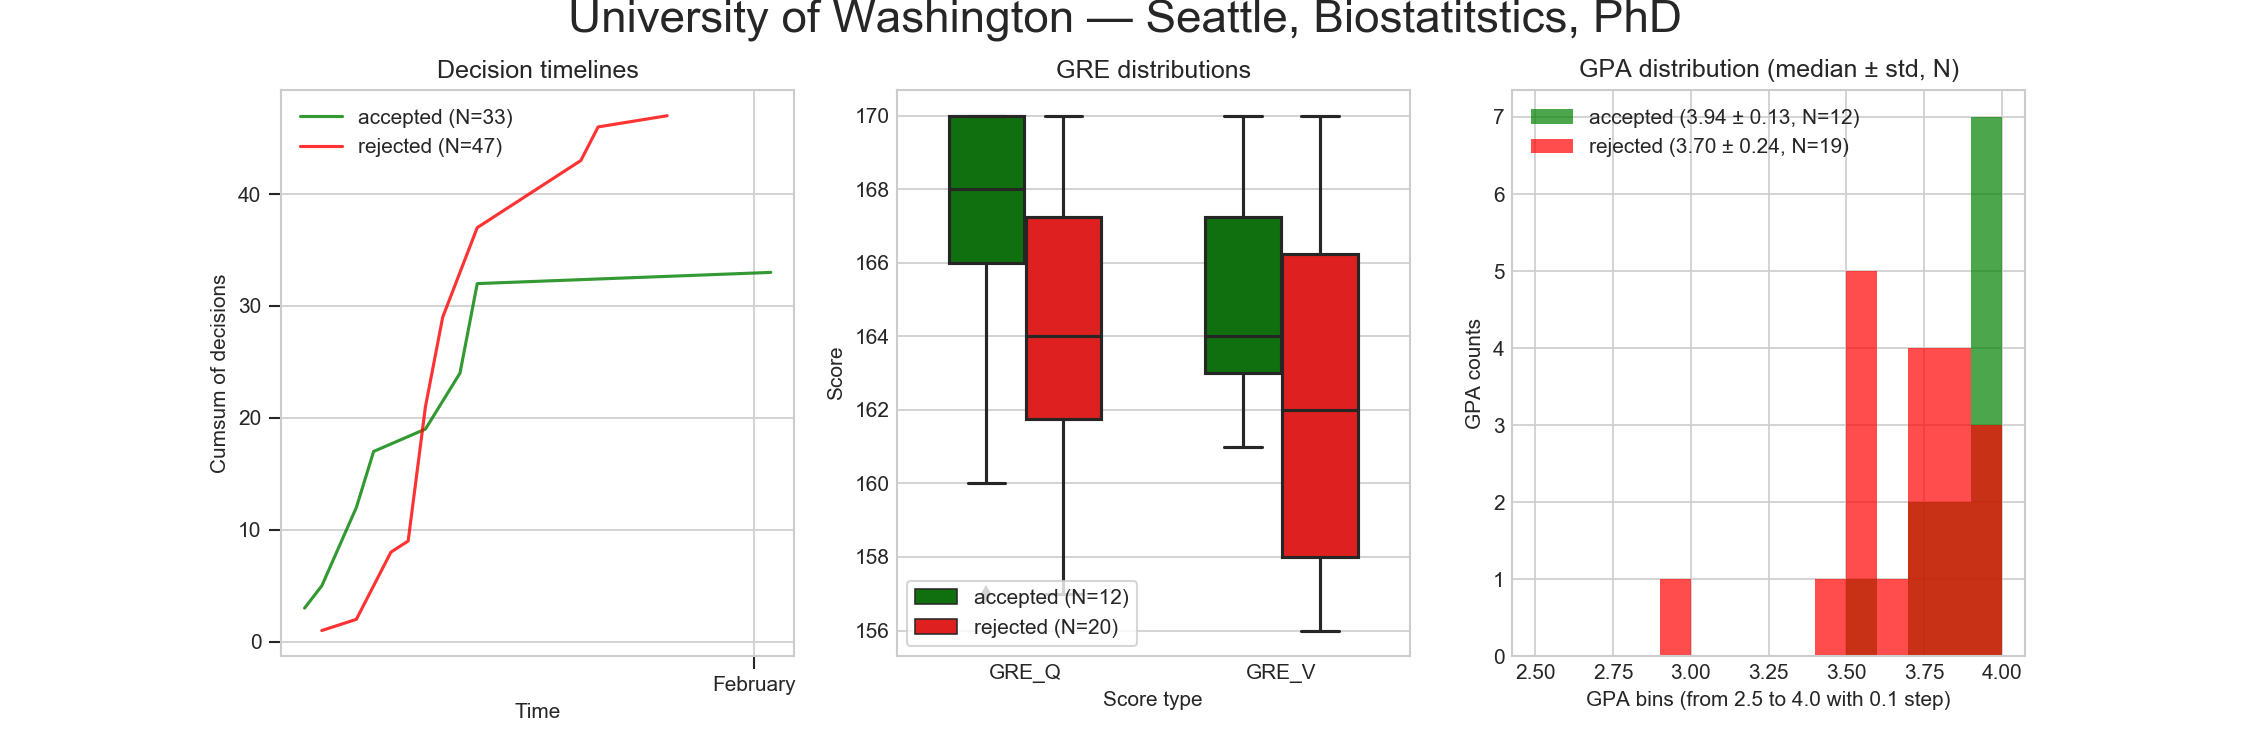 University of Washington — Seattle, Biostatitstics, PhD
Decision timelines
accepted (N=33)
rejected (N=47)
40
30
20
10
0
Cumsum of decisions
February
Time
GRE distributions
170
168
166
164
162
160
158
156
Score
accepted (N=12)
rejected (N=20)
GRE_Q GRE_V
Score type
GPA distribution (median ± std, N)
accepted (3.94 ± 0.13, N=12)
rejected (3.70 ± 0.24, N=19)
7
6
5
4
3
2
1
0
GPA counts
2.50 2.75 3.00 3.25 3.50 3.75 4.00
GPA bins (from 2.5 to 4.0 with 0.1 step)